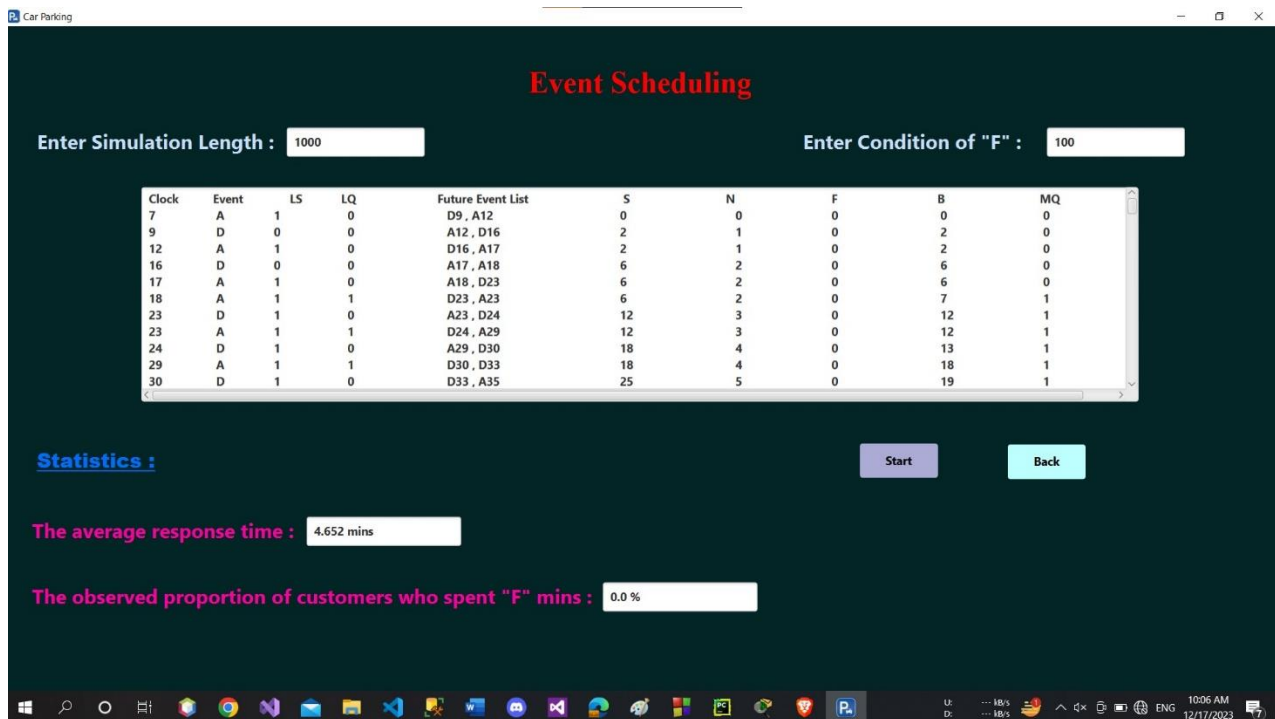 Car Parking
Event Scheduling
Enter Simulation Length : 1000 Enter Condition of "F" : 100
Clock Event LS LQ Future Event List S N F B MQ
7 A 1 0 D9 , A12 0 0 0 0 0
9 D 0 0 A12 , D16 2 1 0 2 0
12 A 1 0 D16 , A17 2 1 0 2 0
16 D 0 0 A17 , A18 6 2 0 6 0
17 A 1 0 A18 , D23 6 2 0 6 0
18 A 1 1 D23 , A23 6 2 0 7 1
23 D 1 0 A23 , D24 12 3 0 12 1
23 A 1 1 D24 , A29 12 3 0 12 1
24 D 1 0 A29 , D30 18 4 0 13 1
29 A 1 1 D30 , D33 18 4 0 18 1
30 D 1 0 D33 , A35 25 5 0 19 1
Statistics : Start Back
The average response time : 4.652 mins
The observed proportion of customers who spent "F" mins : 0.0 %
U: --- kB/s
D: --- kB/s
ENG
10:06 AM
12/17/2023